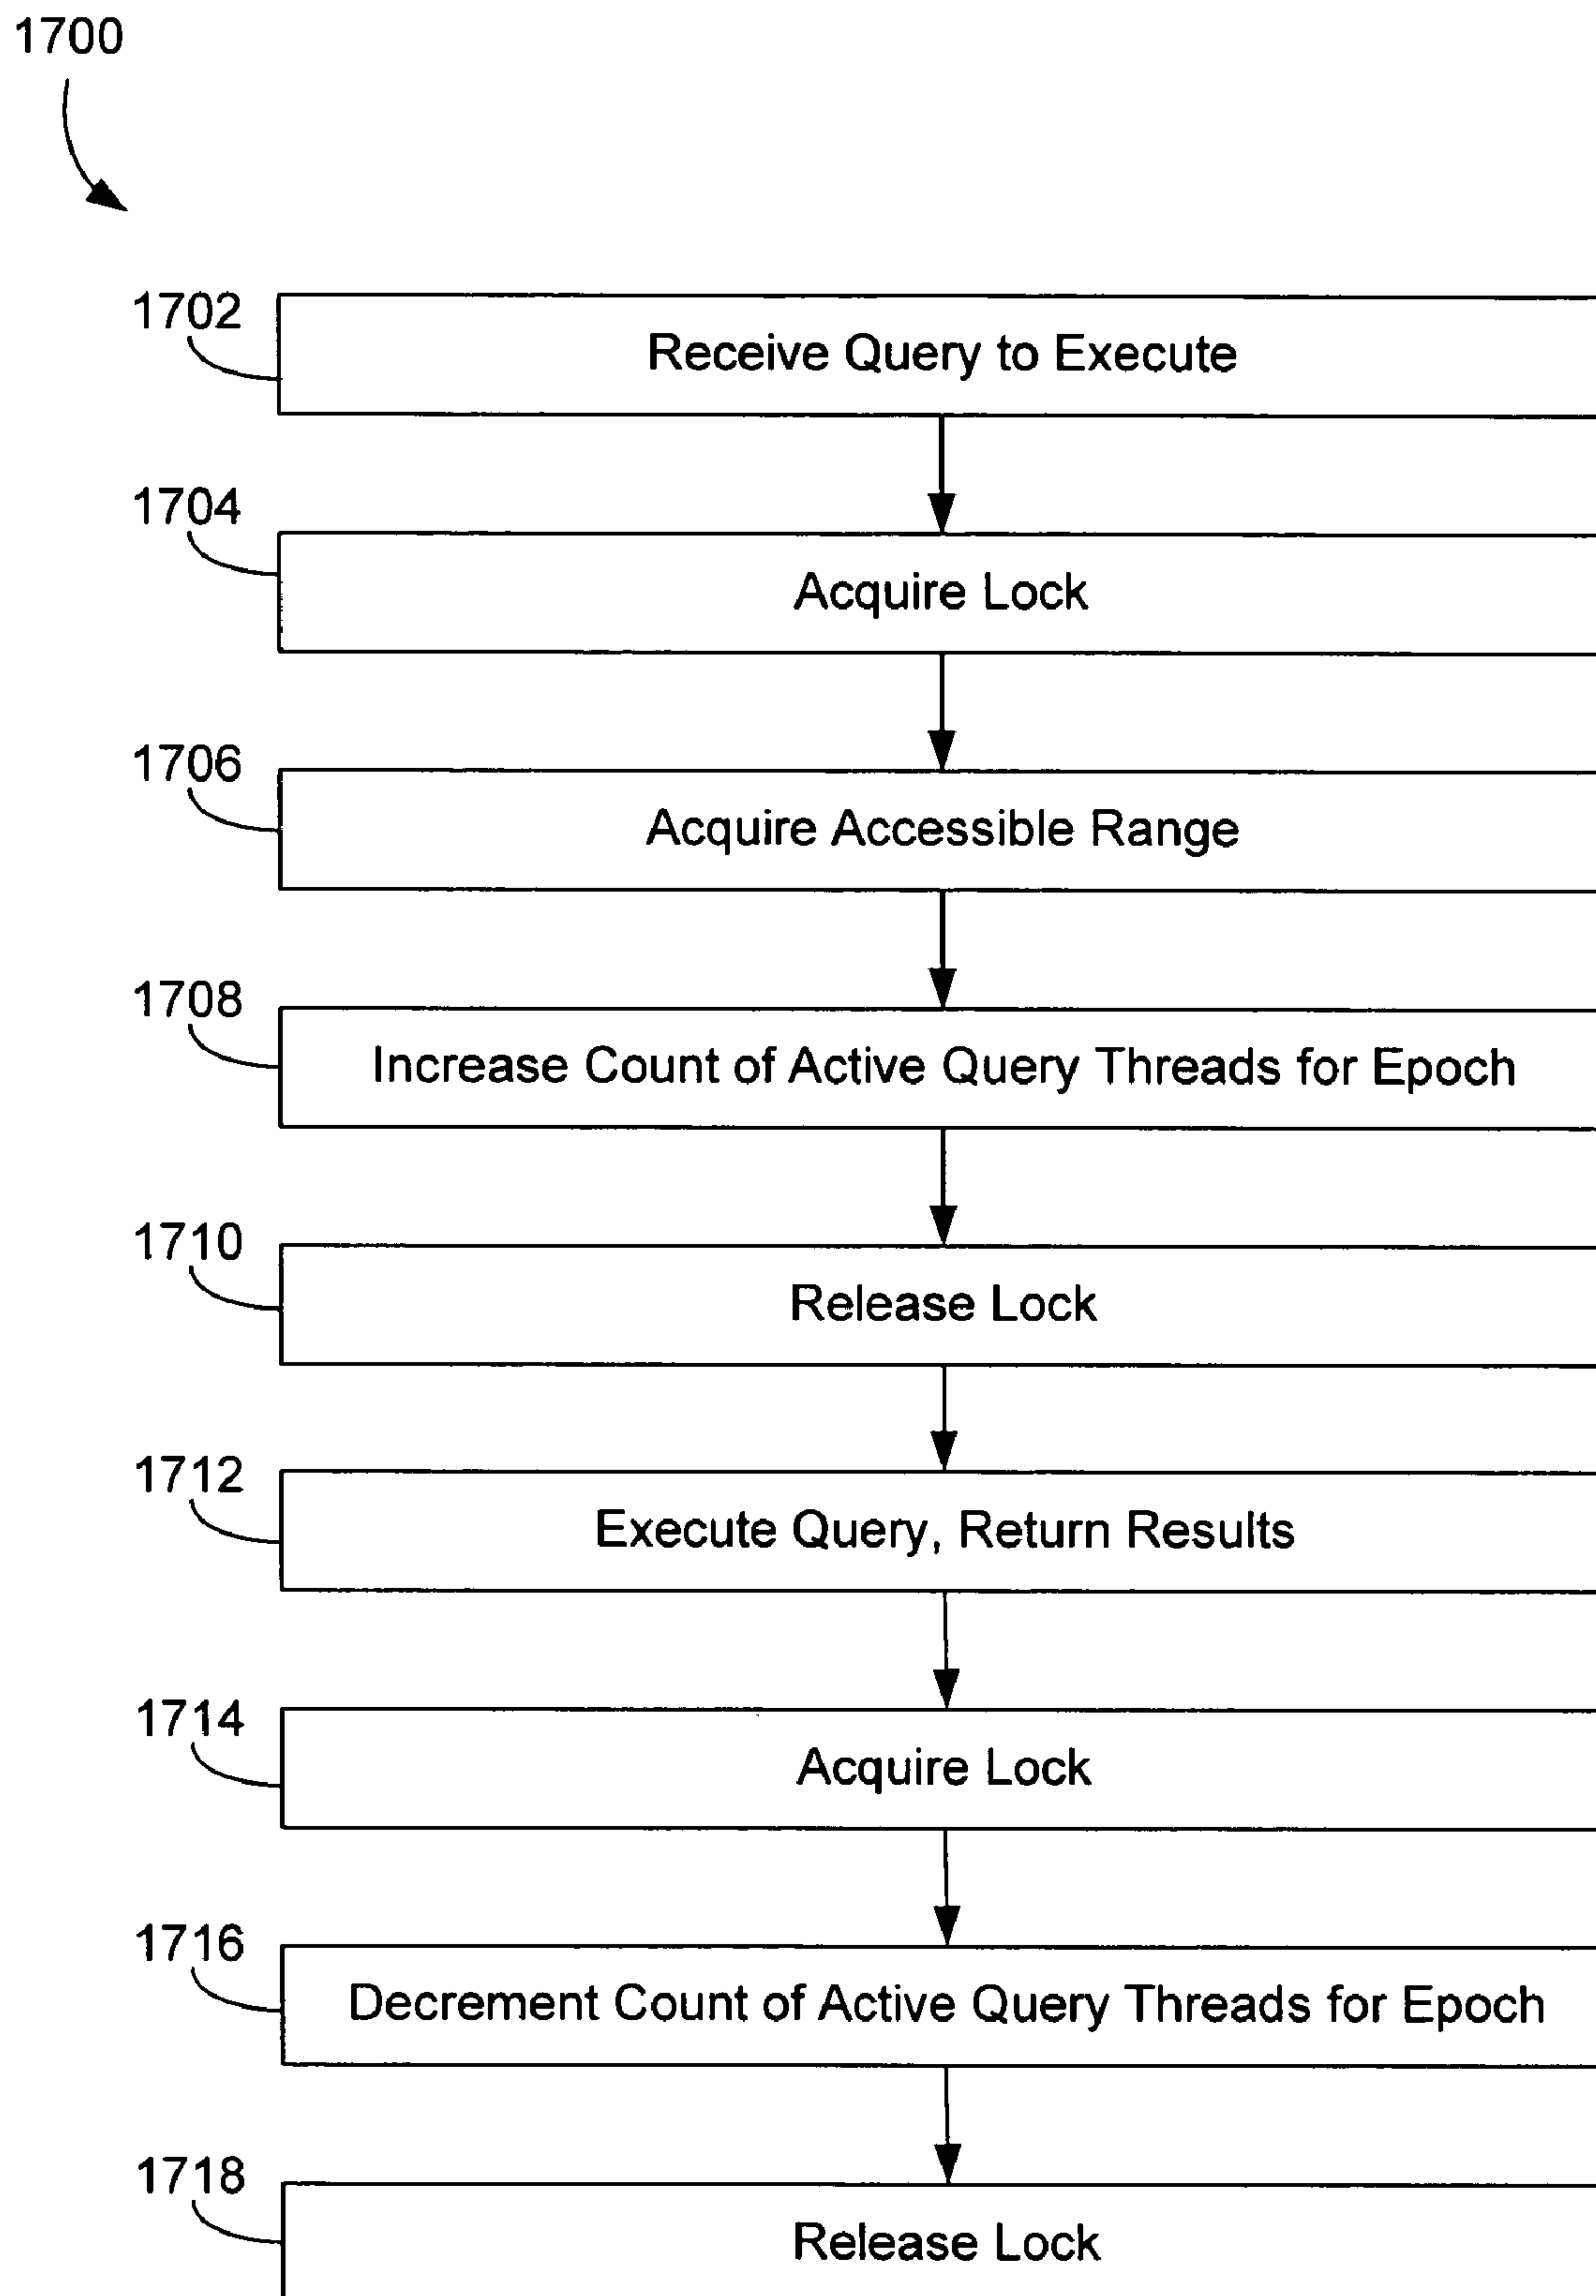 1700
1702
Receive Query to Execute
1704
Acquire Lock
1706
Acquire Accessible Range
1708
Increase Count of Active Query Threads for Epoch
1710
Release Lock
1712
Execute Query, Return Results
1714
Acquire Lock
1716
Decrement Count of Active Query Threads for Epoch
1718
Release Lock